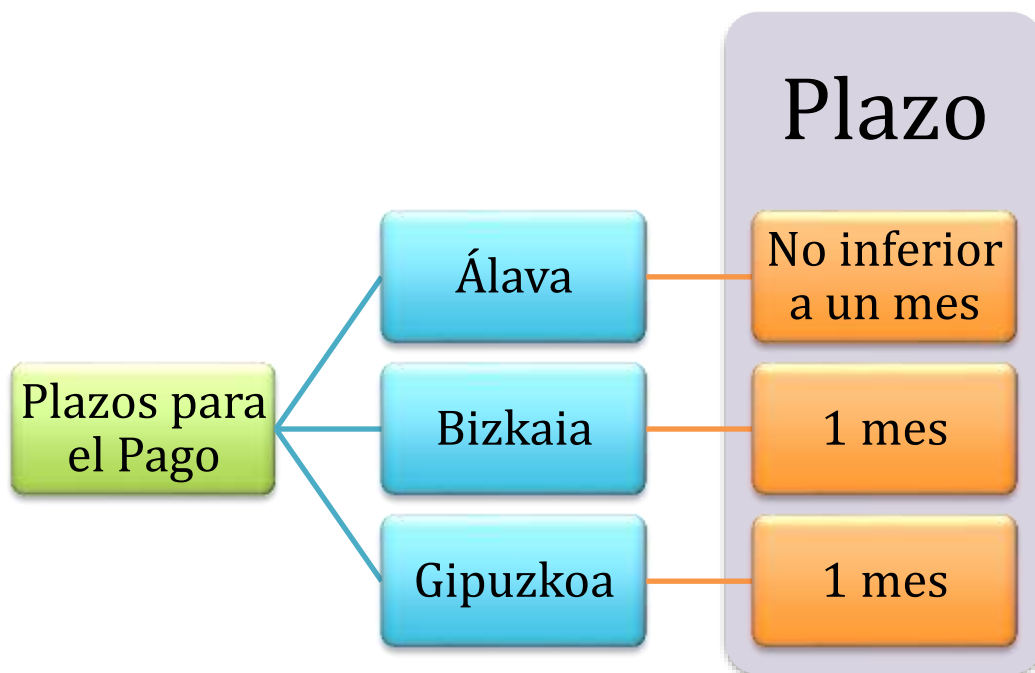 Plazo
Plazos para
el Pago
Álava
No inferior
a un mes
Bizkaia
1 mes
Gipuzkoa
1 mes